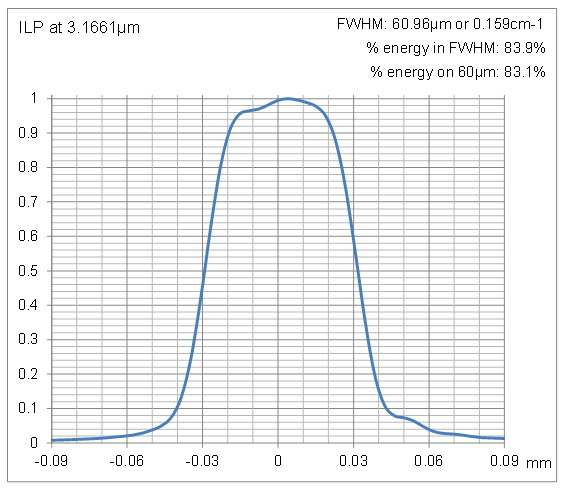 ILP at 3.1661µm
FWHM: 60.96µm or 0.159cm-1
% energy in FWHM: 83.9%
% energy on 60µm: 83.1%
1
0.9
0.8
0.7
0.6
0.5
0.4
0.3
0.2
0.1
0
-0.09 -0.06 -0.03 0 0.03 0.06 0.09 mm